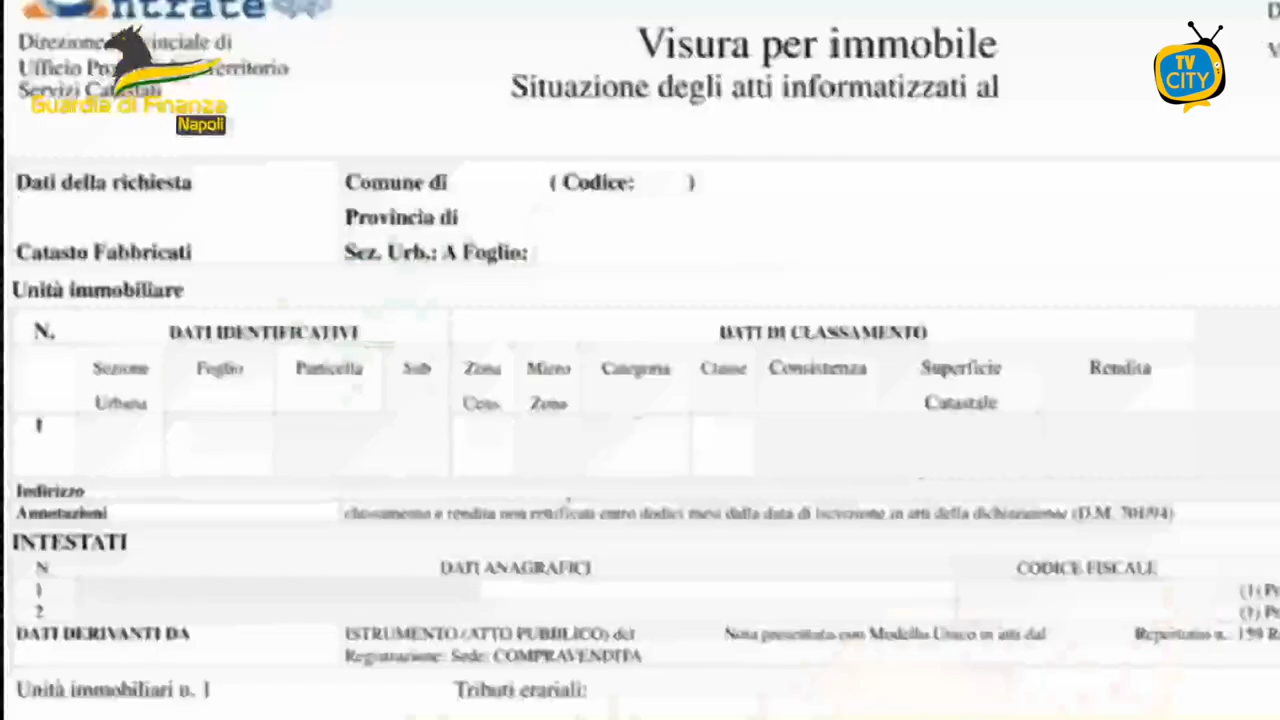 ntrate
Direzione Provinciale di
Ufficio Territorio
Servizi Catastali
Guardia di Finanza
Napoli
Visura per immobile
Situazione degli atti informatizzati al
TV
CITY
Dati della richiesta Comune di ( Codice: )
Provincia di
Catasto Fabbricati Sez. Urb.: A Foglio:
Unità immobiliare
N. DATI IDENTIFICATIVI DATI DI CLASSAMENTO
Sezione Foglio Particella Sub Zona Micro Categoria Classe Consistenza Superficie Rendita
Urbana Cens. Zona Catastale
1
Indirizzo
Annotazioni classamento e rendita non rettificati entro dodici mesi dalla data di iscrizione in atti della dichiarazione (D.M. 701/94)
INTESTATI
N. DATI ANAGRAFICI CODICE FISCALE
1 (1) Pr
2 (1) Pr
DATI DERIVANTI DA ISTRUMENTO (ATTO PUBBLICO) del Nota presentata con Modello Unico in atti dal Repertorio n.
Registrazione: Sede: COMPRAVENDITA
Unità immobiliari n. 1 Tributi erariali: